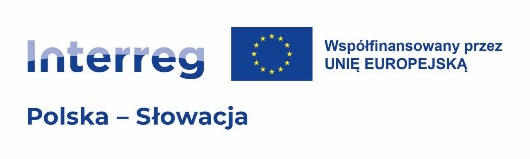 Interreg
Współfinansowany przez
UNIĘ EUROPEJSKĄ
Polska – Słowacja